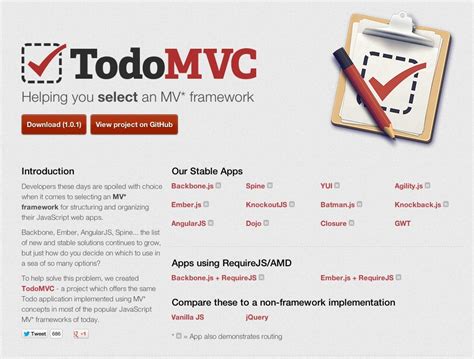 TodoMVC
Helping you select an MV* framework
Download (1.0.1) View project on GitHub
Introduction
Developers these days are spoiled with choice
when it comes to selecting an MV*
framework for structuring and organizing
their JavaScript web apps.
Backbone, Ember, AngularJS, Spine... the list
of new and stable solutions continues to grow,
but just how do you decide on which to use in
a sea of so many options?
To help solve this problem, we created
TodoMVC - a project which offers the same
Todo application implemented using MV*
concepts in most of the popular JavaScript
MV* frameworks of today.
Tweet 686 +1
Our Stable Apps
Backbone.js R Spine R YUI R Agility.js R
Ember.js R KnockoutJS R Batman.js R Knockback.js R
AngularJS R Dojo R Closure R GWT
Apps using RequireJS/AMD
Backbone.js + RequireJS R Ember.js + RequireJS R
Compare these to a non-framework implementation
Vanilla JS jQuery
* R = App also demonstrates routing